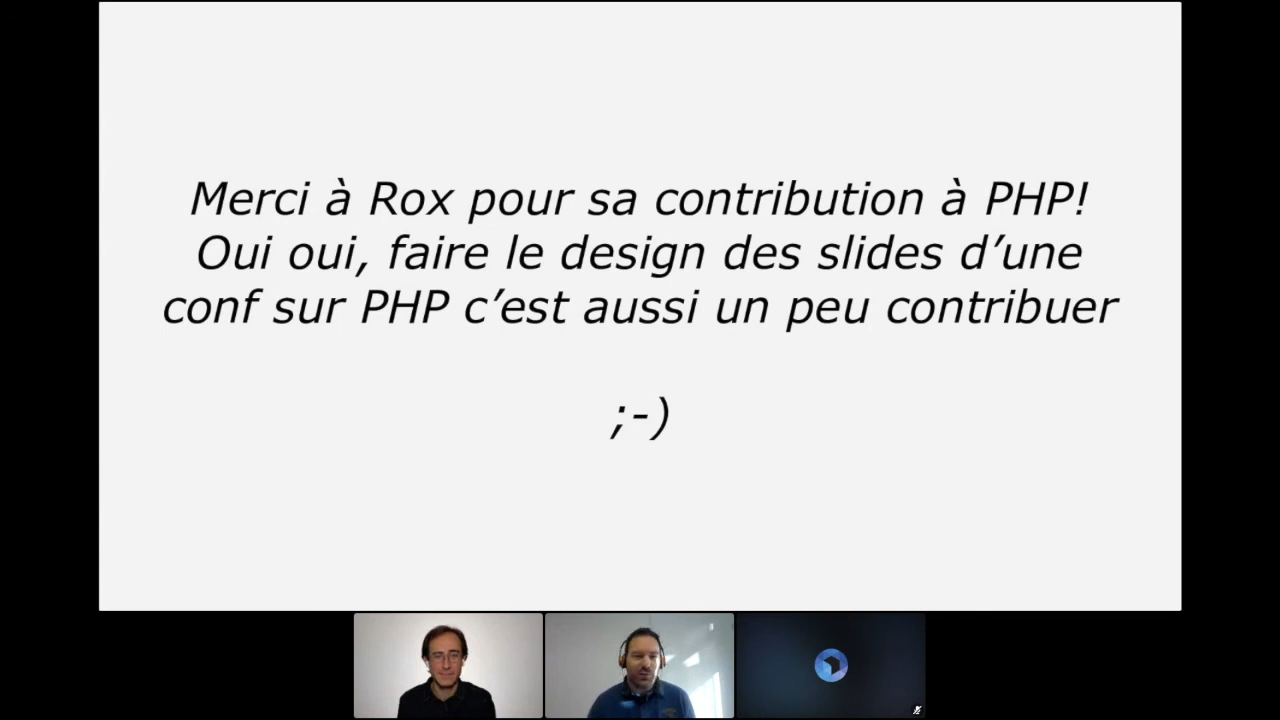 Merci à Rox pour sa contribution à PHP!
Oui oui, faire le design des slides d’une
conf sur PHP c’est aussi un peu contribuer
;-)